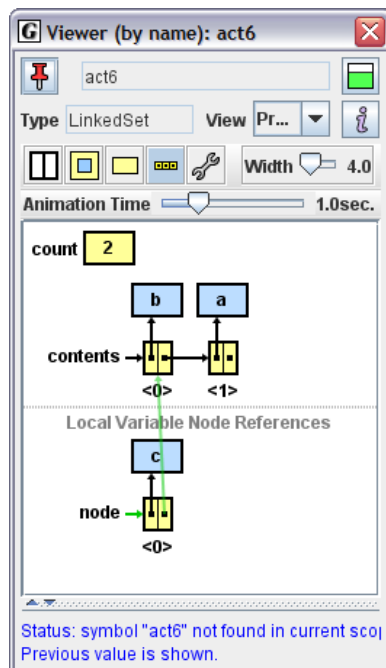 G Viewer (by name): act6
act6
Type LinkedSet View Pr...
Width 4.0
Animation Time 1.0sec.
count 2
b a
contents
<0> <1>
Local Variable Node References
c
node
<0>
Status: symbol "act6" not found in current scop
Previous value is shown.